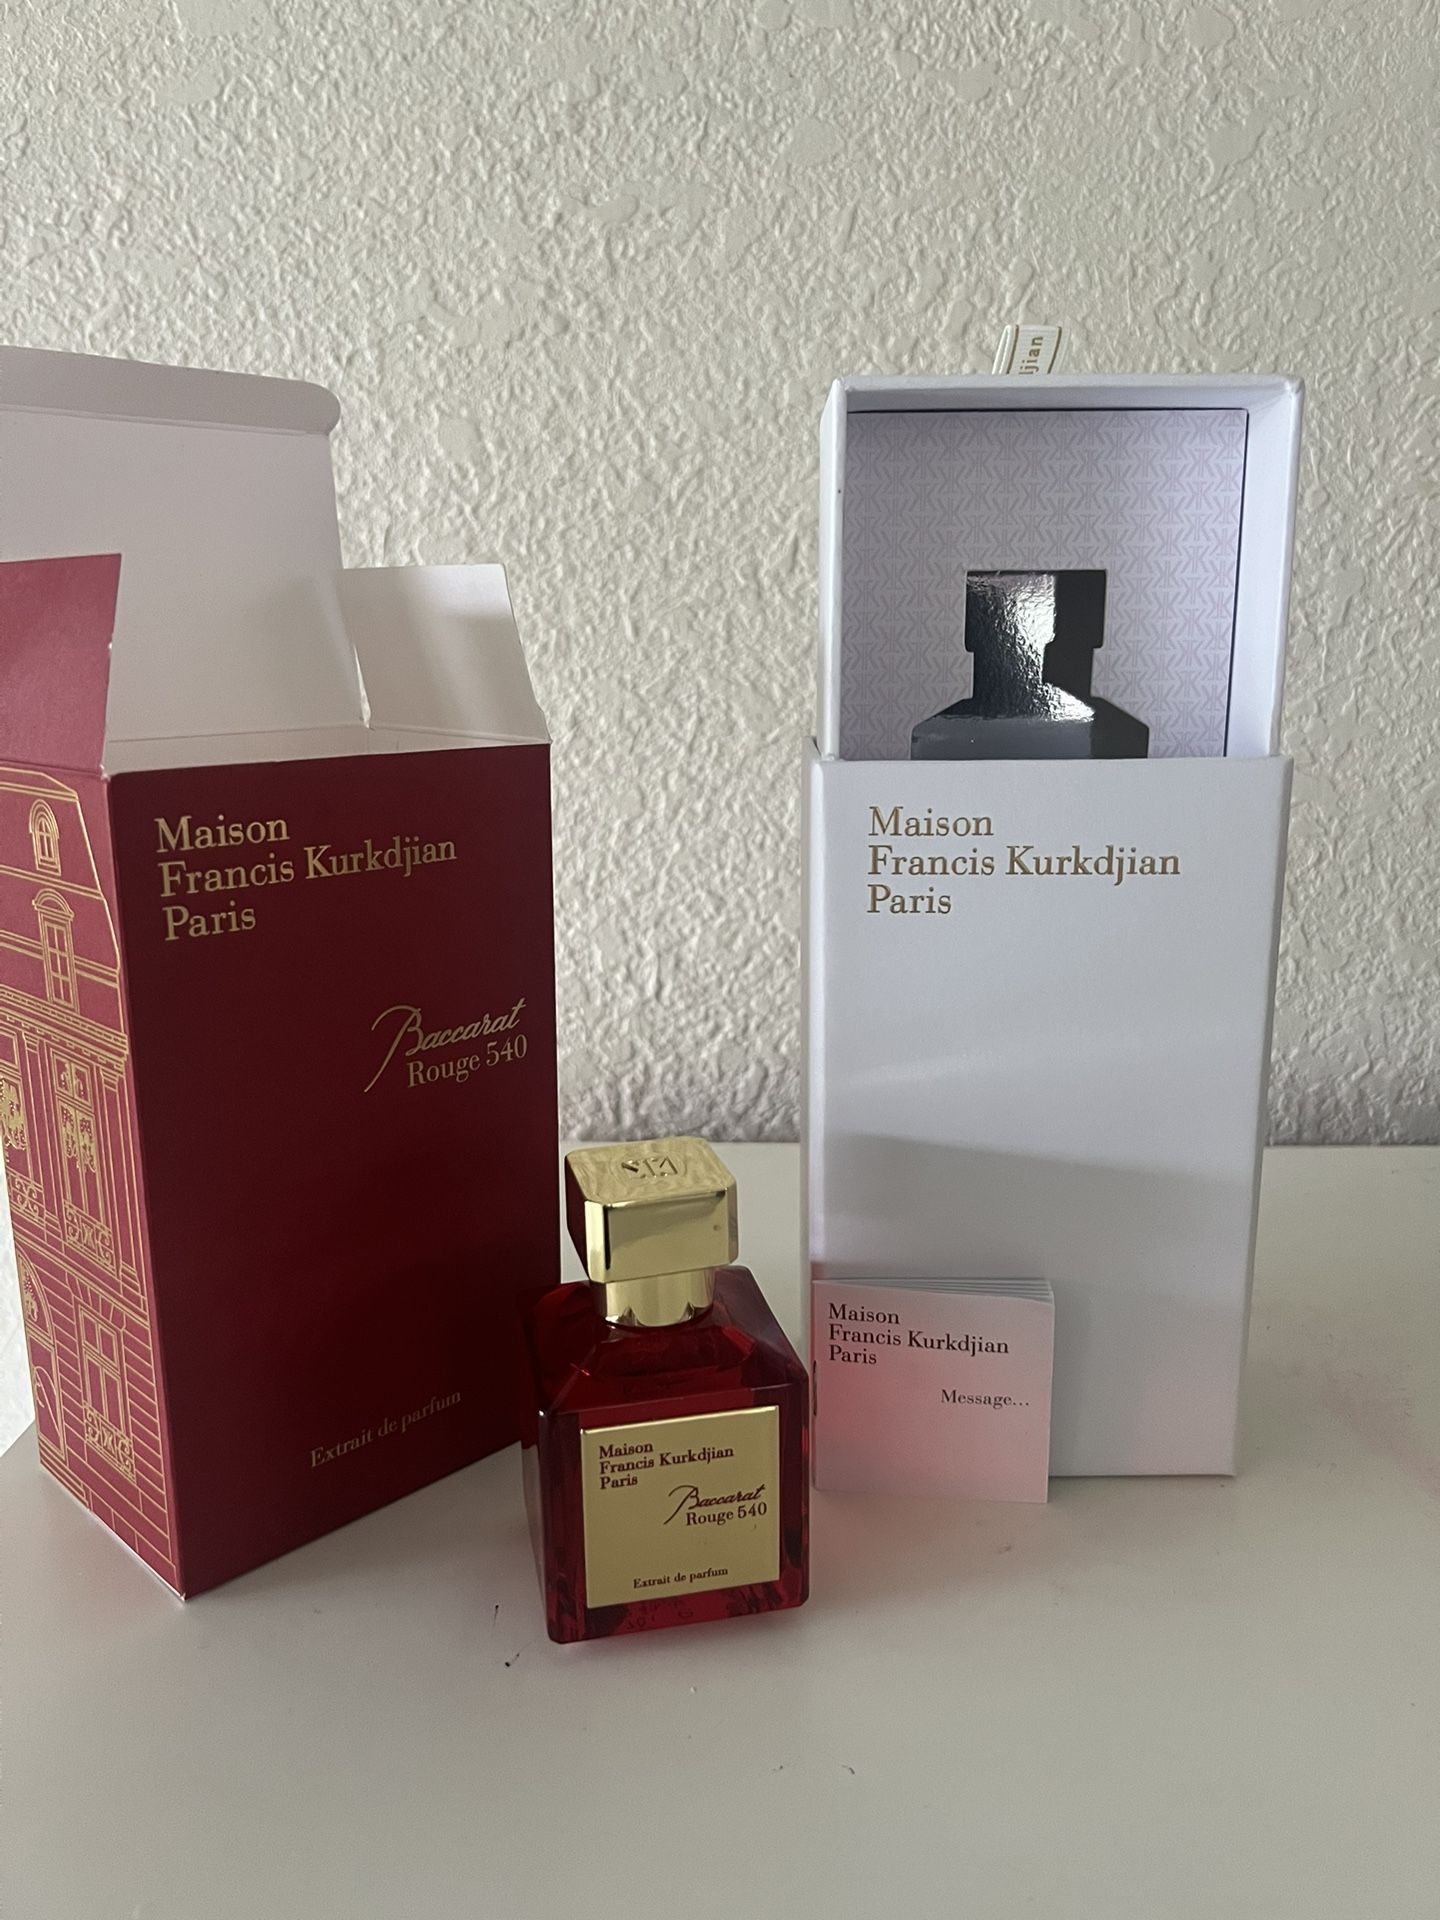 Maison
Francis Kurkdjian
Paris
Baccarat
Rouge 540
Extrait de parfum
Maison
Francis Kurkdjian
Paris
Baccarat
Rouge 540
Extrait de parfum
Maison
Francis Kurkdjian
Paris
Maison
Francis Kurkdjian
Paris
Message...